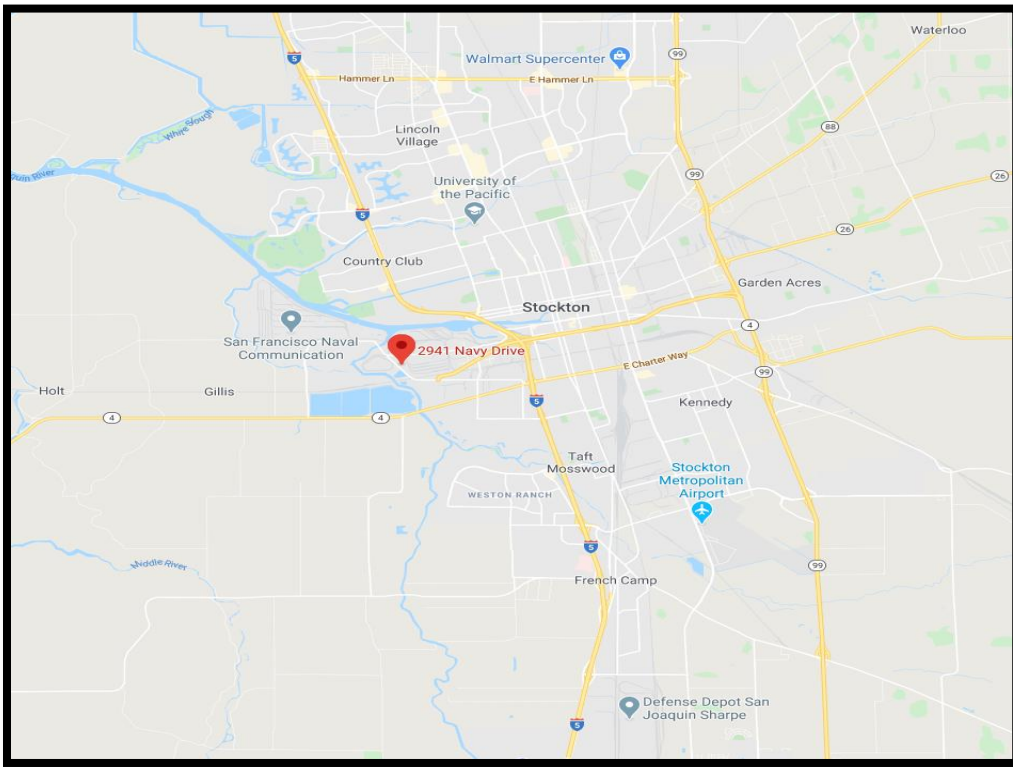 Waterloo
5
99
Walmart Supercenter
Hammer Ln
E Hammer Ln
88
Lincoln
Village
White Slough
99
26
quin River
University of
the Pacific
5
26
Country Club
Garden Acres
Stockton
4
San Francisco Naval
Communication
2941 Navy Drive
E Charter Way
99
Holt
Gillis
5
Kennedy
4
4
Taft
Mosswood
Stockton
Metropolitan
Airport
WESTON RANCH
5
99
Middle River
French Camp
Defense Depot San
Joaquin Sharpe
5